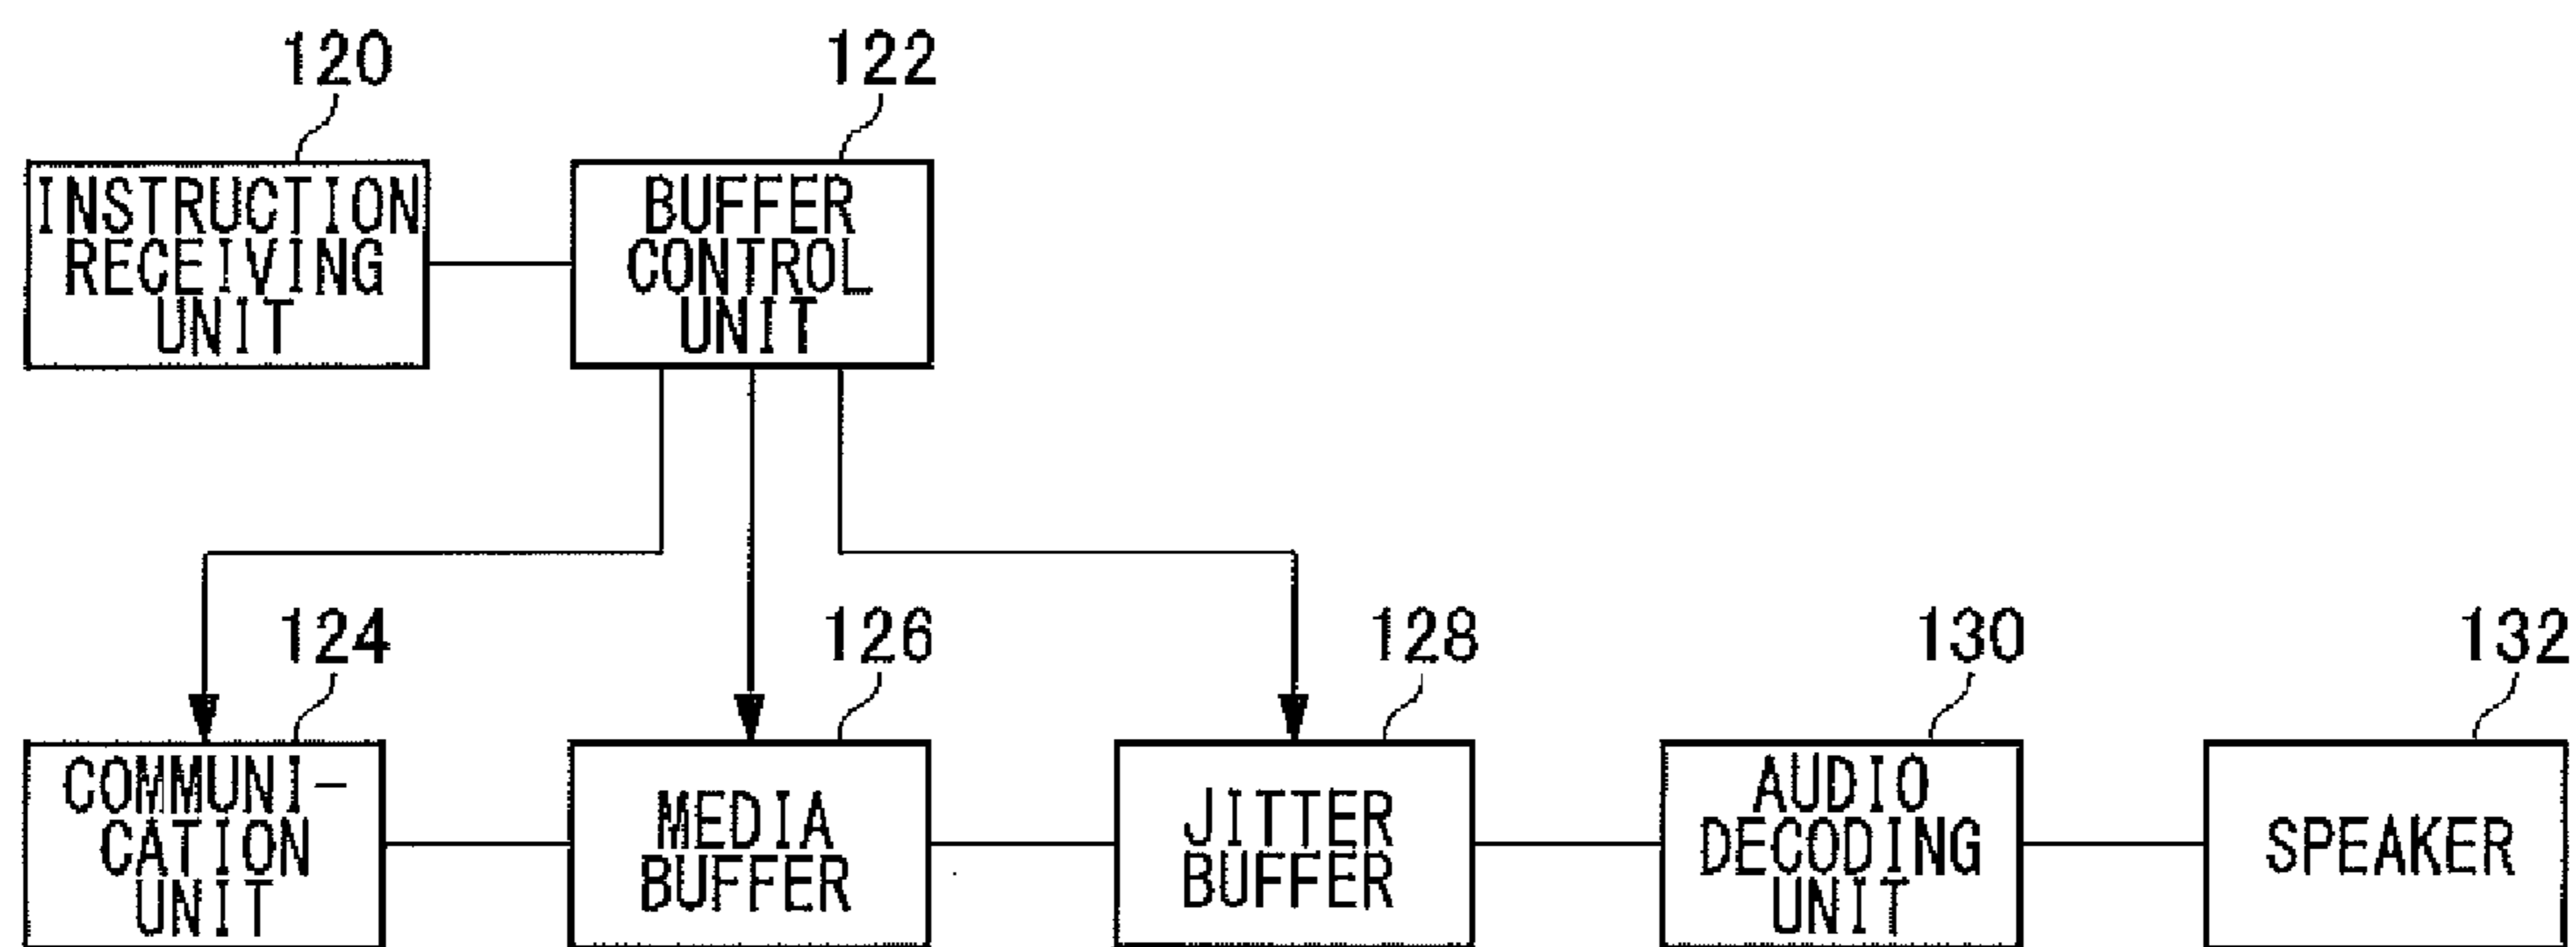 120
122
INSTRUCTION
RECEIVING
UNIT
BUFFER
CONTROL
UNIT
124
126
128
130
132
COMMUNI-
CATION
UNIT
MEDIA
BUFFER
JITTER
BUFFER
AUDIO
DECODING
UNIT
SPEAKER